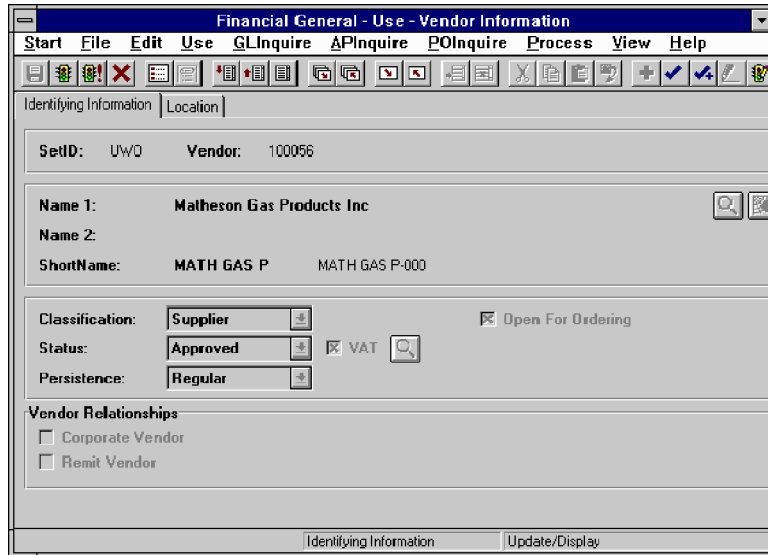 Financial General - Use - Vendor Information
Start File Edit Use GLInquire APInquire POInquire Process View Help
Identifying Information Location
SetID: UWO Vendor: 100056
Name 1: Matheson Gas Products Inc
Name 2:
ShortName: MATH GAS P MATH GAS P-000
Classification: Supplier Open For Ordering
Status: Approved VAT
Persistence: Regular
Vendor Relationships
Corporate Vendor
Remit Vendor
Identifying Information Update/Display